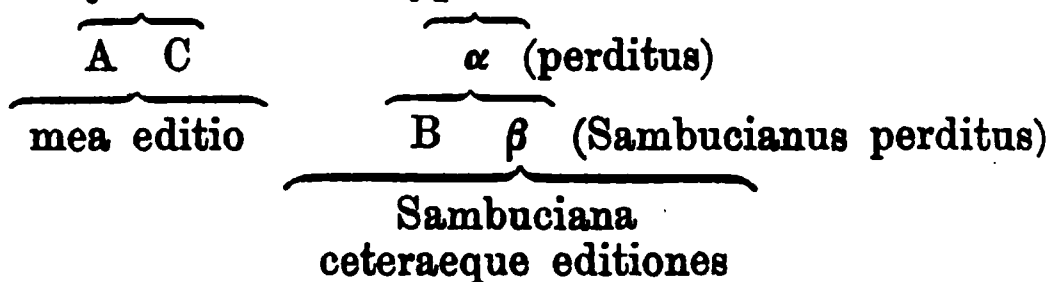 A C α (perditus)
mea editio B β (Sambucianus perditus)
Sambuciana
ceteraeque editiones